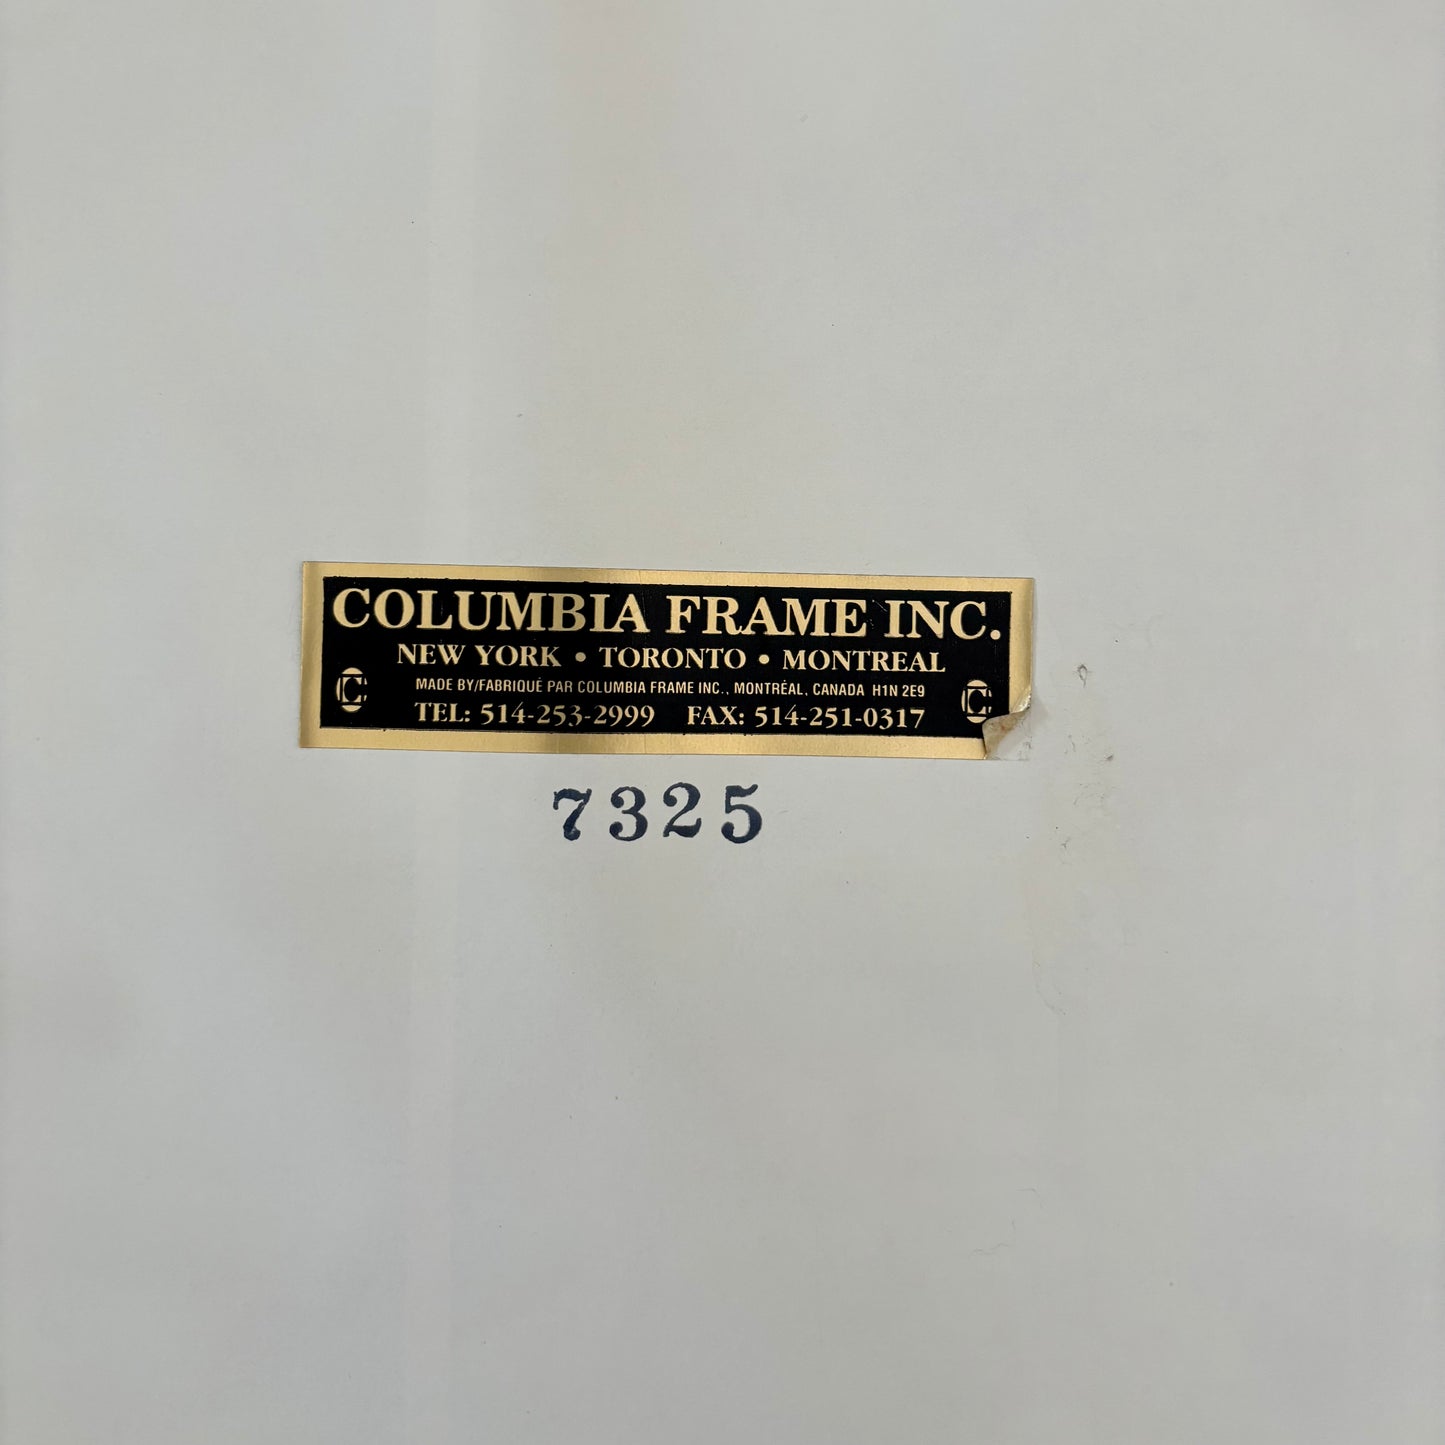 COLUMBIA FRAME INC.
NEW YORK • TORONTO • MONTREAL
MADE BY/FABRIQUÉ PAR COLUMBIA FRAME INC., MONTRÉAL, CANADA H1N 2E9
TEL: 514-253-2999 FAX: 514-251-0317
7325